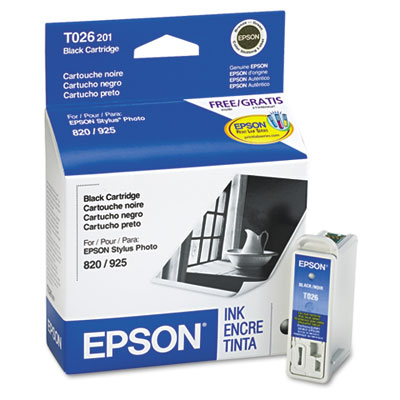 T026 201
Black Cartridge
Cartouche noire
Cartucho negro
Cartucho preto
Genuine EPSON
EPSON d'origine
EPSON Auténtico
EPSON Autêntico
For / Pour / Para:
EPSON Stylus® Photo
820 / 925
FREE/GRATIS
EPSON
Black Cartridge
Cartouche noire
Cartucho negro
Cartucho preto
For / Pour / Para:
EPSON Stylus Photo
820 / 925
EPSON®
INK
ENCRE
TINTA
EPSON
BLACK/NOIR
T026